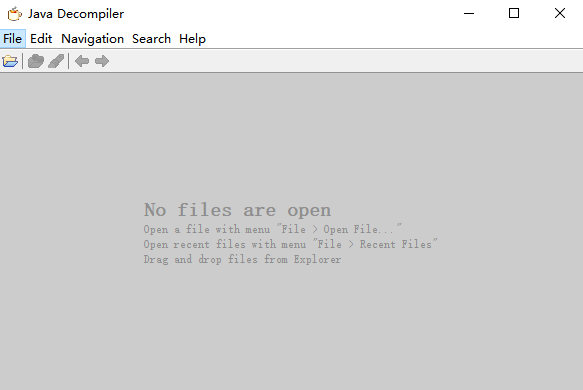 Java Decompiler
File Edit Navigation Search Help
No files are open
Open a file with menu "File > Open File..."
Open recent files with menu "File > Recent Files"
Drag and drop files from Explorer